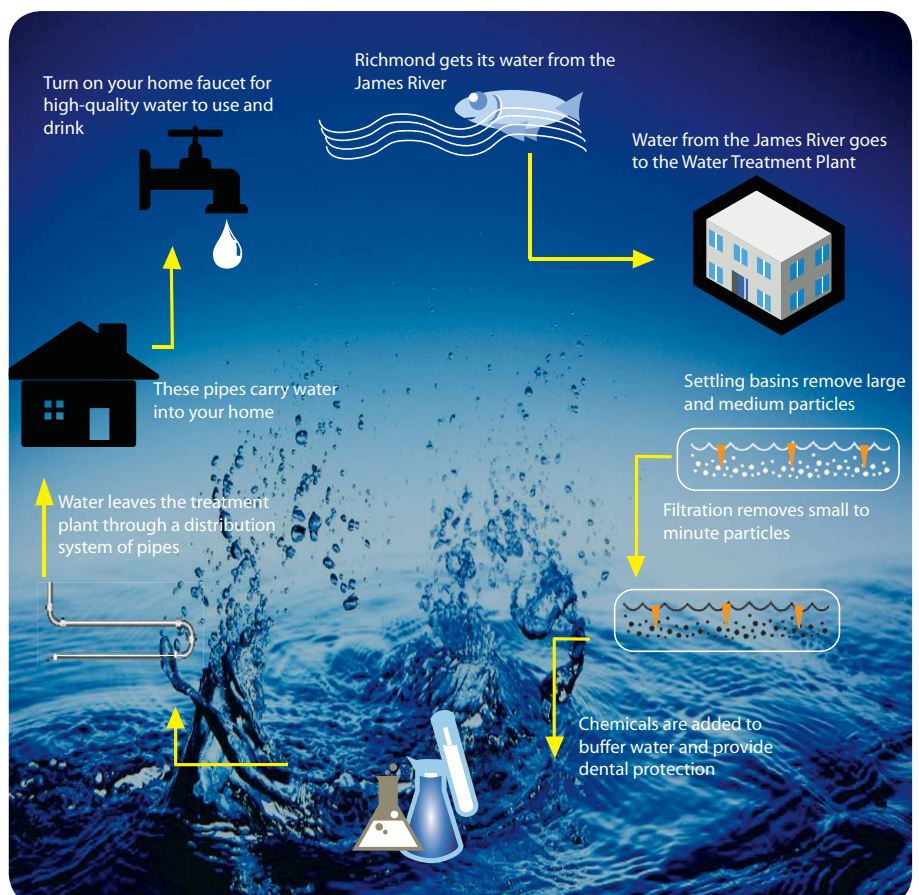 Richmond gets its water from the
James River
Water from the James River goes
to the Water Treatment Plant
Settling basins remove large
and medium particles
Filtration removes small to
minute particles
Chemicals are added to
buffer water and provide
dental protection
Water leaves the treatment
plant through a distribution
system of pipes
These pipes carry water
into your home
Turn on your home faucet for
high-quality water to use and
drink